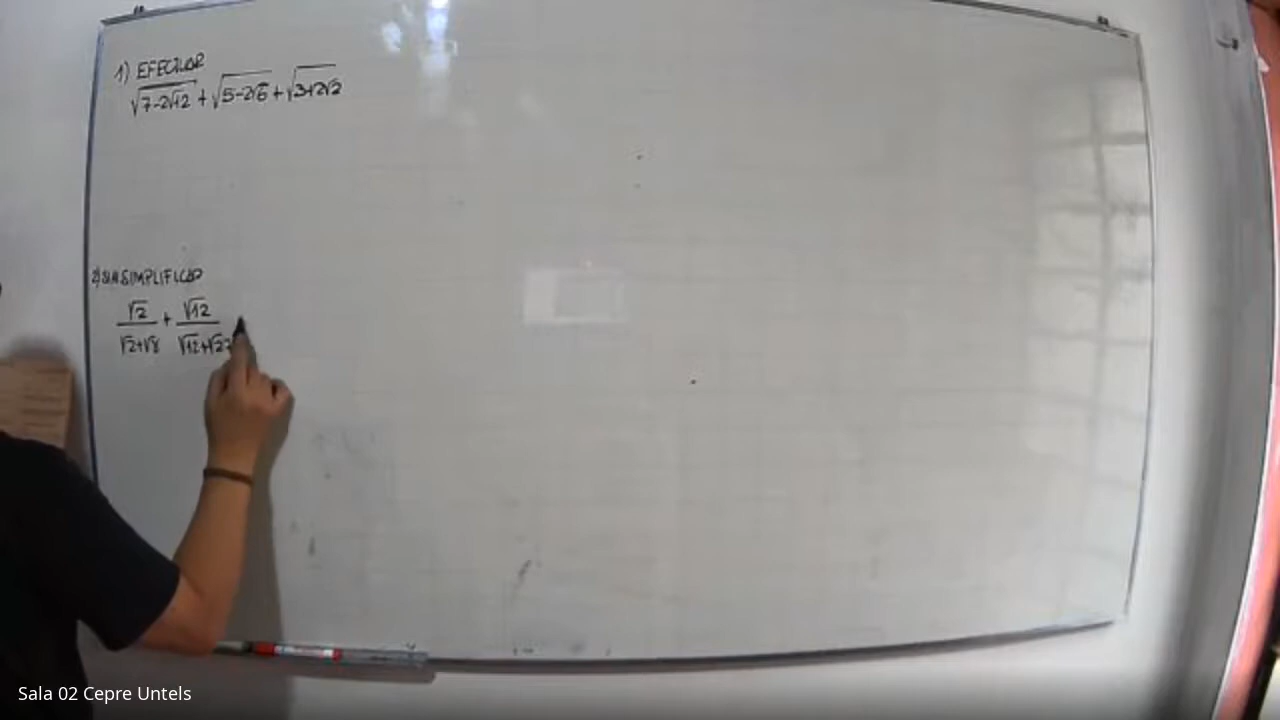 1) EFECTUAR
√(7-2√12) + √(5-2√6) + √(3+2√2)
SIMPLIFICAR
√2/(√2+√8) + √12/(√12+√27)
Sala 02 Cepre Untels